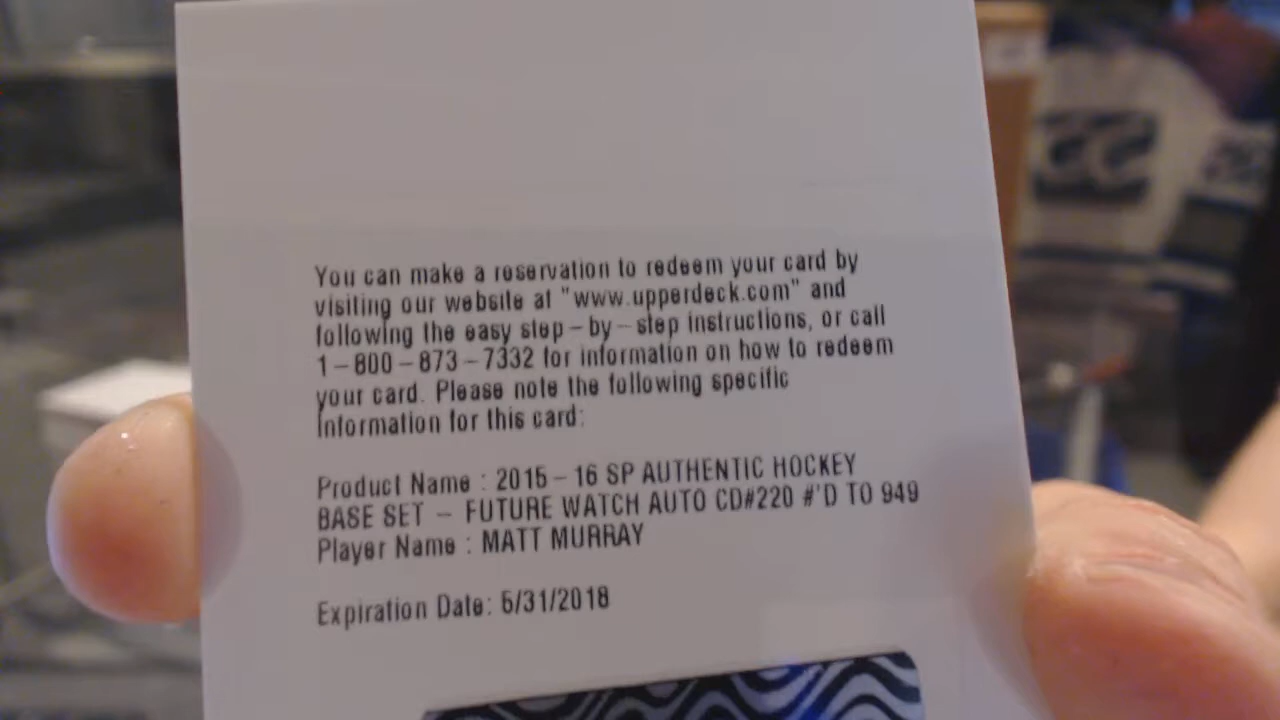 You can make a reservation to redeem your card by
visiting our website at "www.upperdeck.com" and
following the easy step-by-step instructions, or call
1-800-873-7332 for information on how to redeem
your card. Please note the following specific
information for this card:
Product Name : 2015-16 SP AUTHENTIC HOCKEY
BASE SET - FUTURE WATCH AUTO CD#220 #'D TO 949
Player Name : MATT MURRAY
Expiration Date: 5/31/2018